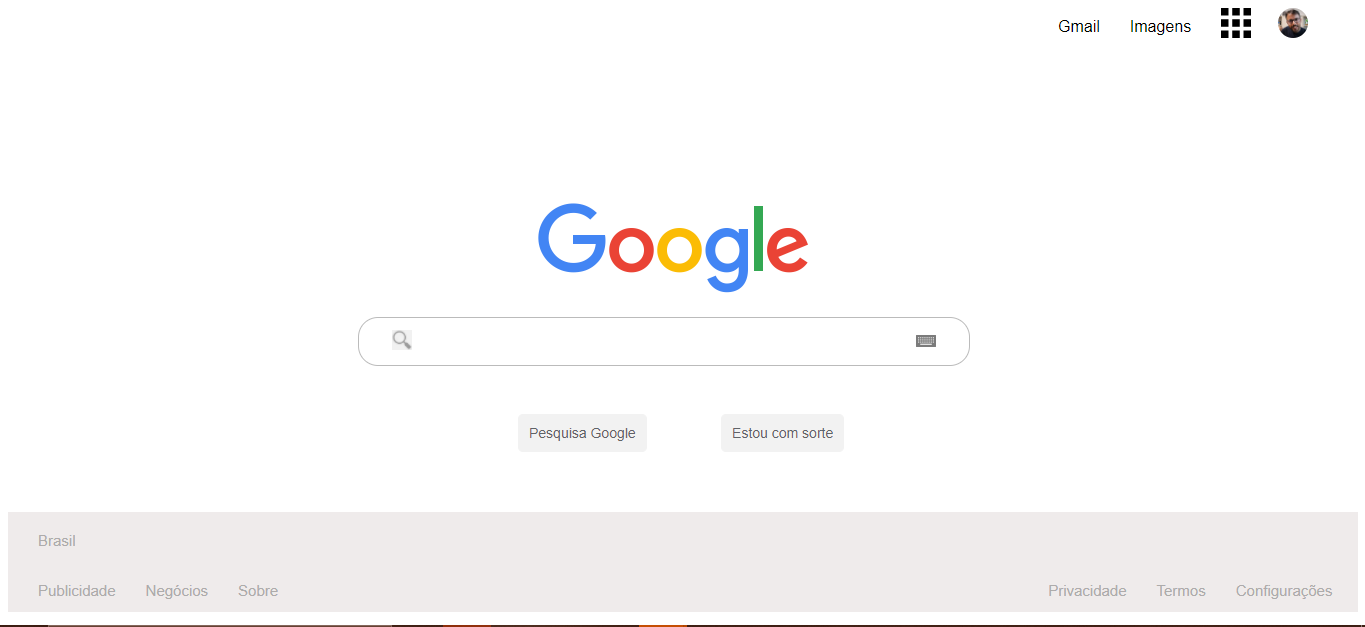 Gmail Imagens
Google
Pesquisa Google Estou com sorte
Brasil
Publicidade Negócios Sobre Privacidade Termos Configurações